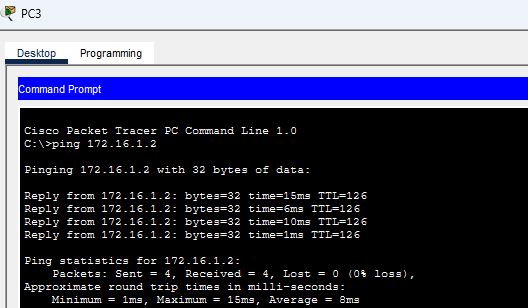 PC3
Desktop Programming
Command Prompt
Cisco Packet Tracer PC Command Line 1.0
C:\>ping 172.16.1.2
Pinging 172.16.1.2 with 32 bytes of data:
Reply from 172.16.1.2: bytes=32 time=15ms TTL=126
Reply from 172.16.1.2: bytes=32 time=6ms TTL=126
Reply from 172.16.1.2: bytes=32 time=10ms TTL=126
Reply from 172.16.1.2: bytes=32 time=1ms TTL=126
Ping statistics for 172.16.1.2:
Packets: Sent = 4, Received = 4, Lost = 0 (0% loss),
Approximate round trip times in milli-seconds:
Minimum = 1ms, Maximum = 15ms, Average = 8ms